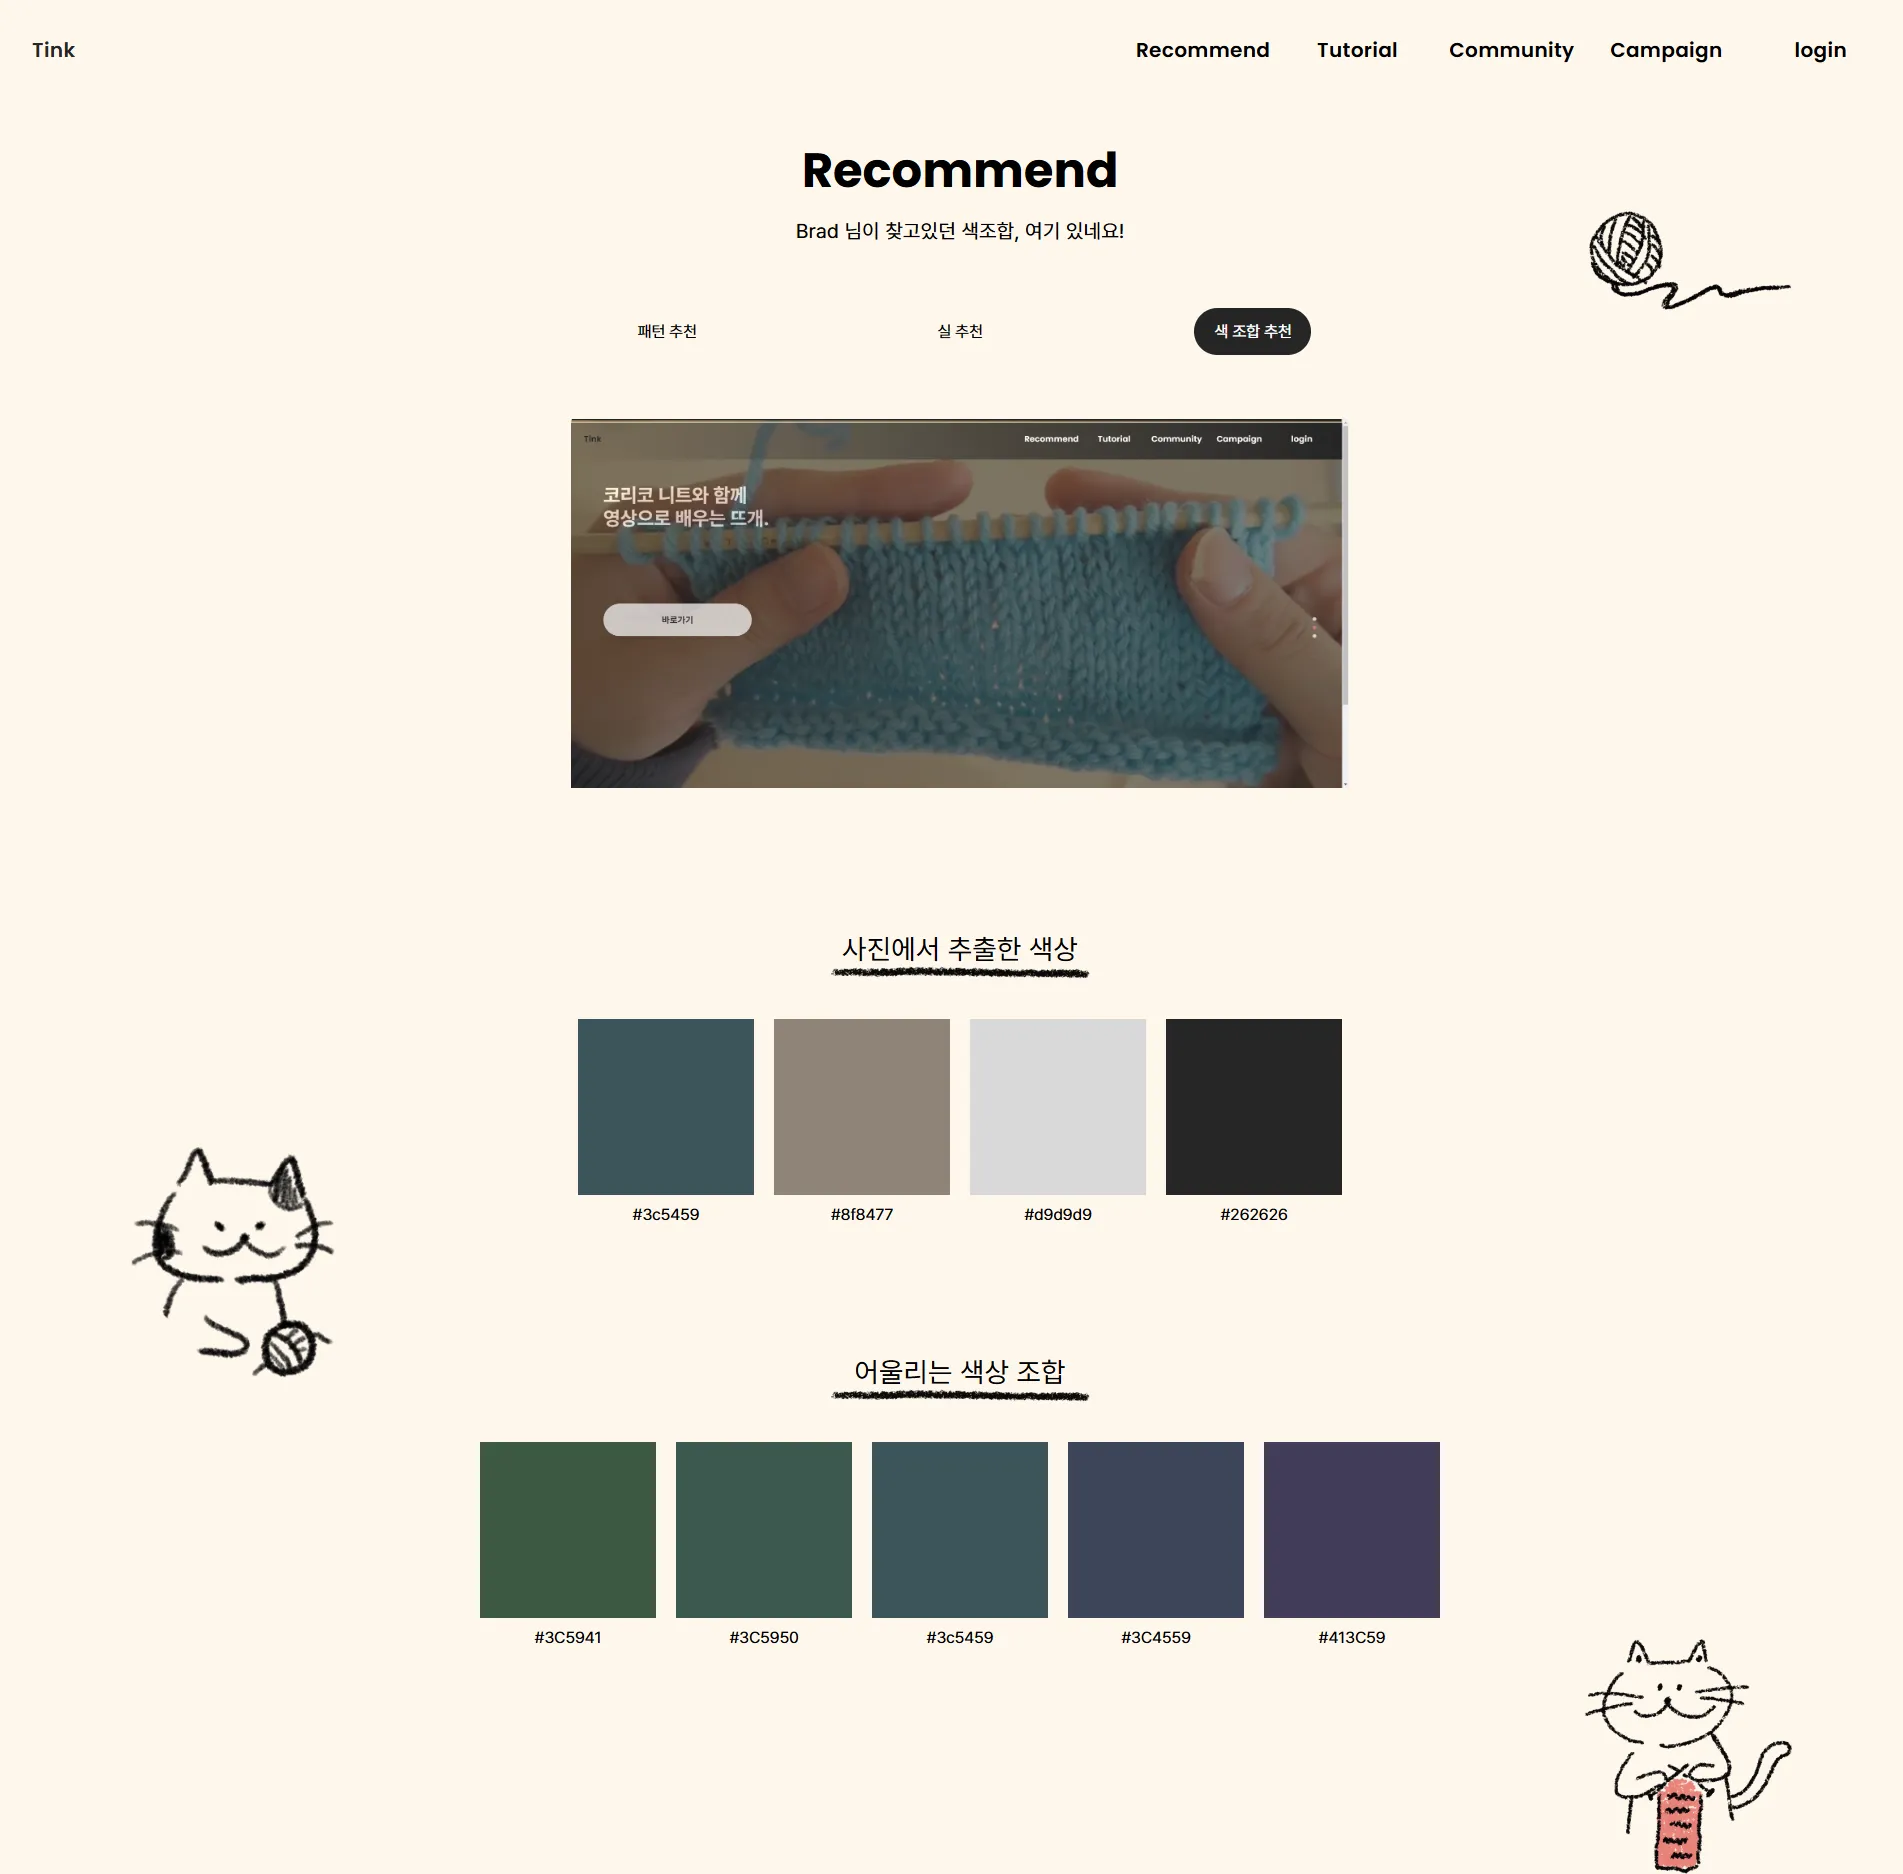 Tink
Recommend Tutorial Community Campaign login
Recommend
Brad 님이 찾고있던 색조합, 여기 있네요!
패턴 추천 실 추천 색 조합 추천
Tink
Recommend Tutorial Community Campaign login
코리코 니트와 함께
영상으로 배우는 뜨개.
바로가기
사진에서 추출한 색상
#3c5459 #8f8477 #d9d9d9 #262626
어울리는 색상 조합
#3C5941 #3C5950 #3c5459 #3C4559 #413C59